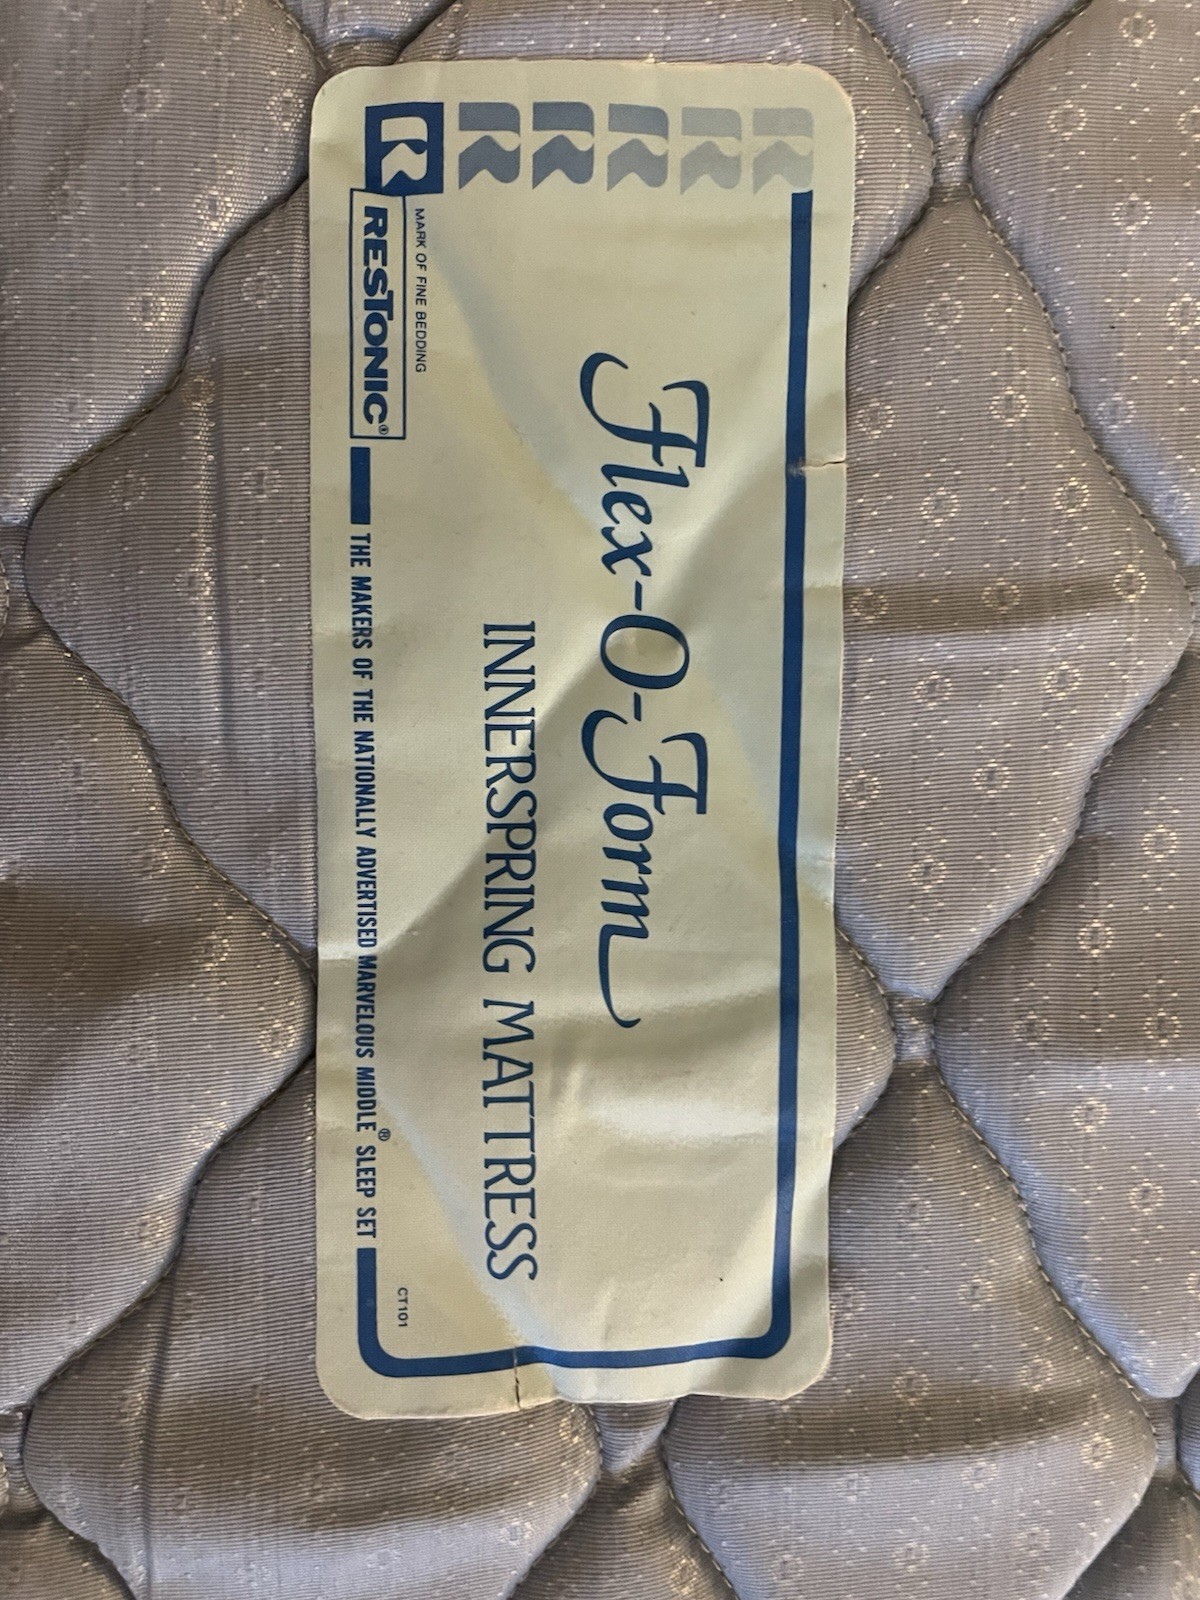 Flex-O-Form
INNERSPRING MATTRESS
MARK OF FINE BEDDING
R RESTONIC®
THE MAKERS OF THE NATIONALLY ADVERTISED MARVELOUS MIDDLE® SLEEP SET
CT101